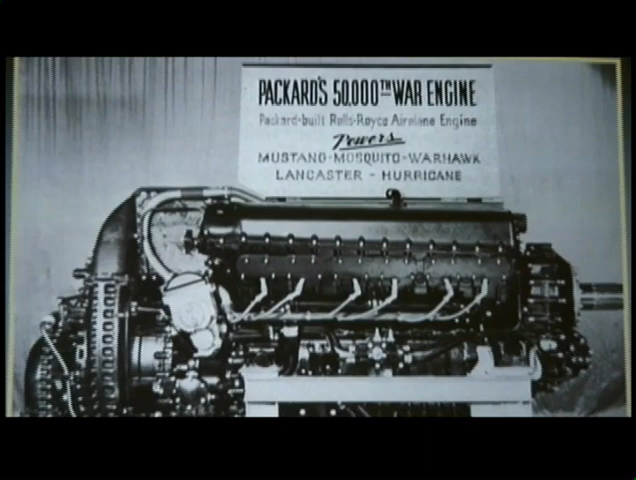 PACKARD'S 50,000TH WAR ENGINE
Packard-built Rolls-Royce Airplane Engine
Powers
MUSTANG-MOSQUITO-WARHAWK
LANCASTER - HURRICANE